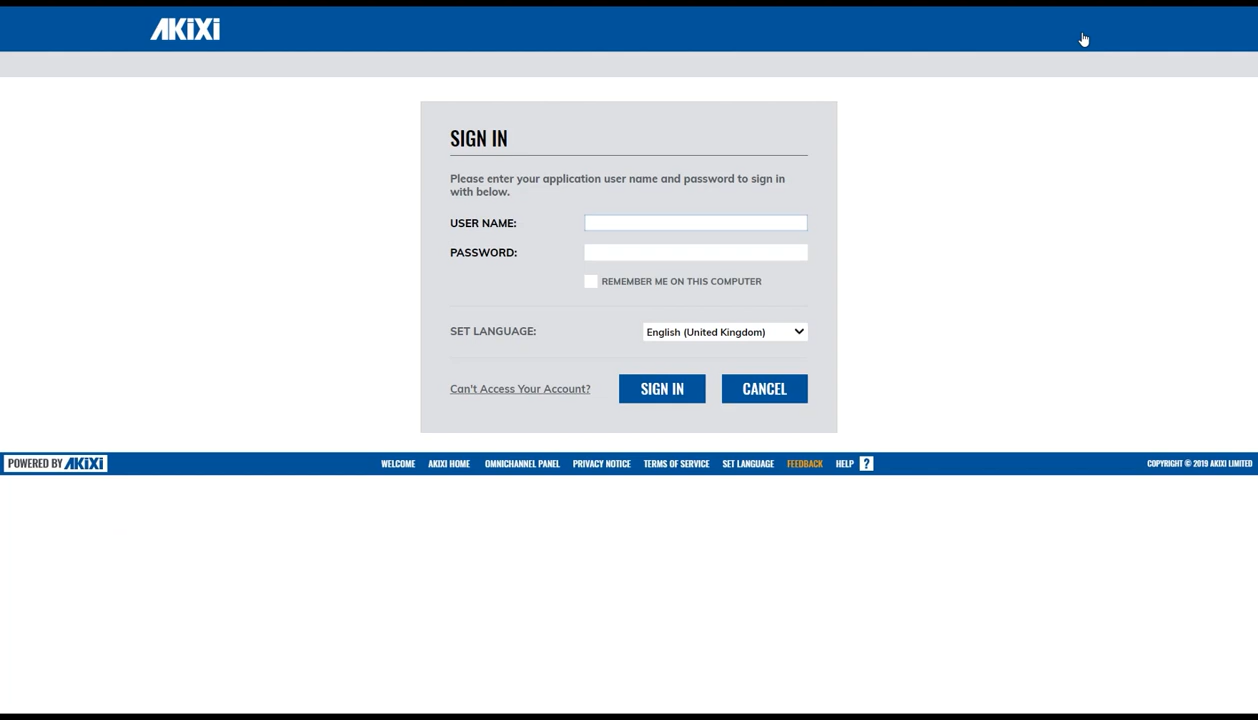 AKiXi
SIGN IN
Please enter your application user name and password to sign in
with below.
USER NAME:
PASSWORD:
REMEMBER ME ON THIS COMPUTER
SET LANGUAGE:
English (United Kingdom)
Can't Access Your Account?
SIGN IN
CANCEL
POWERED BY AKiXi
WELCOME
AKIXI HOME
OMNICHANNEL PANEL
PRIVACY NOTICE
TERMS OF SERVICE
SET LANGUAGE
FEEDBACK
HELP ?
COPYRIGHT © 2019 AKIXI LIMITED